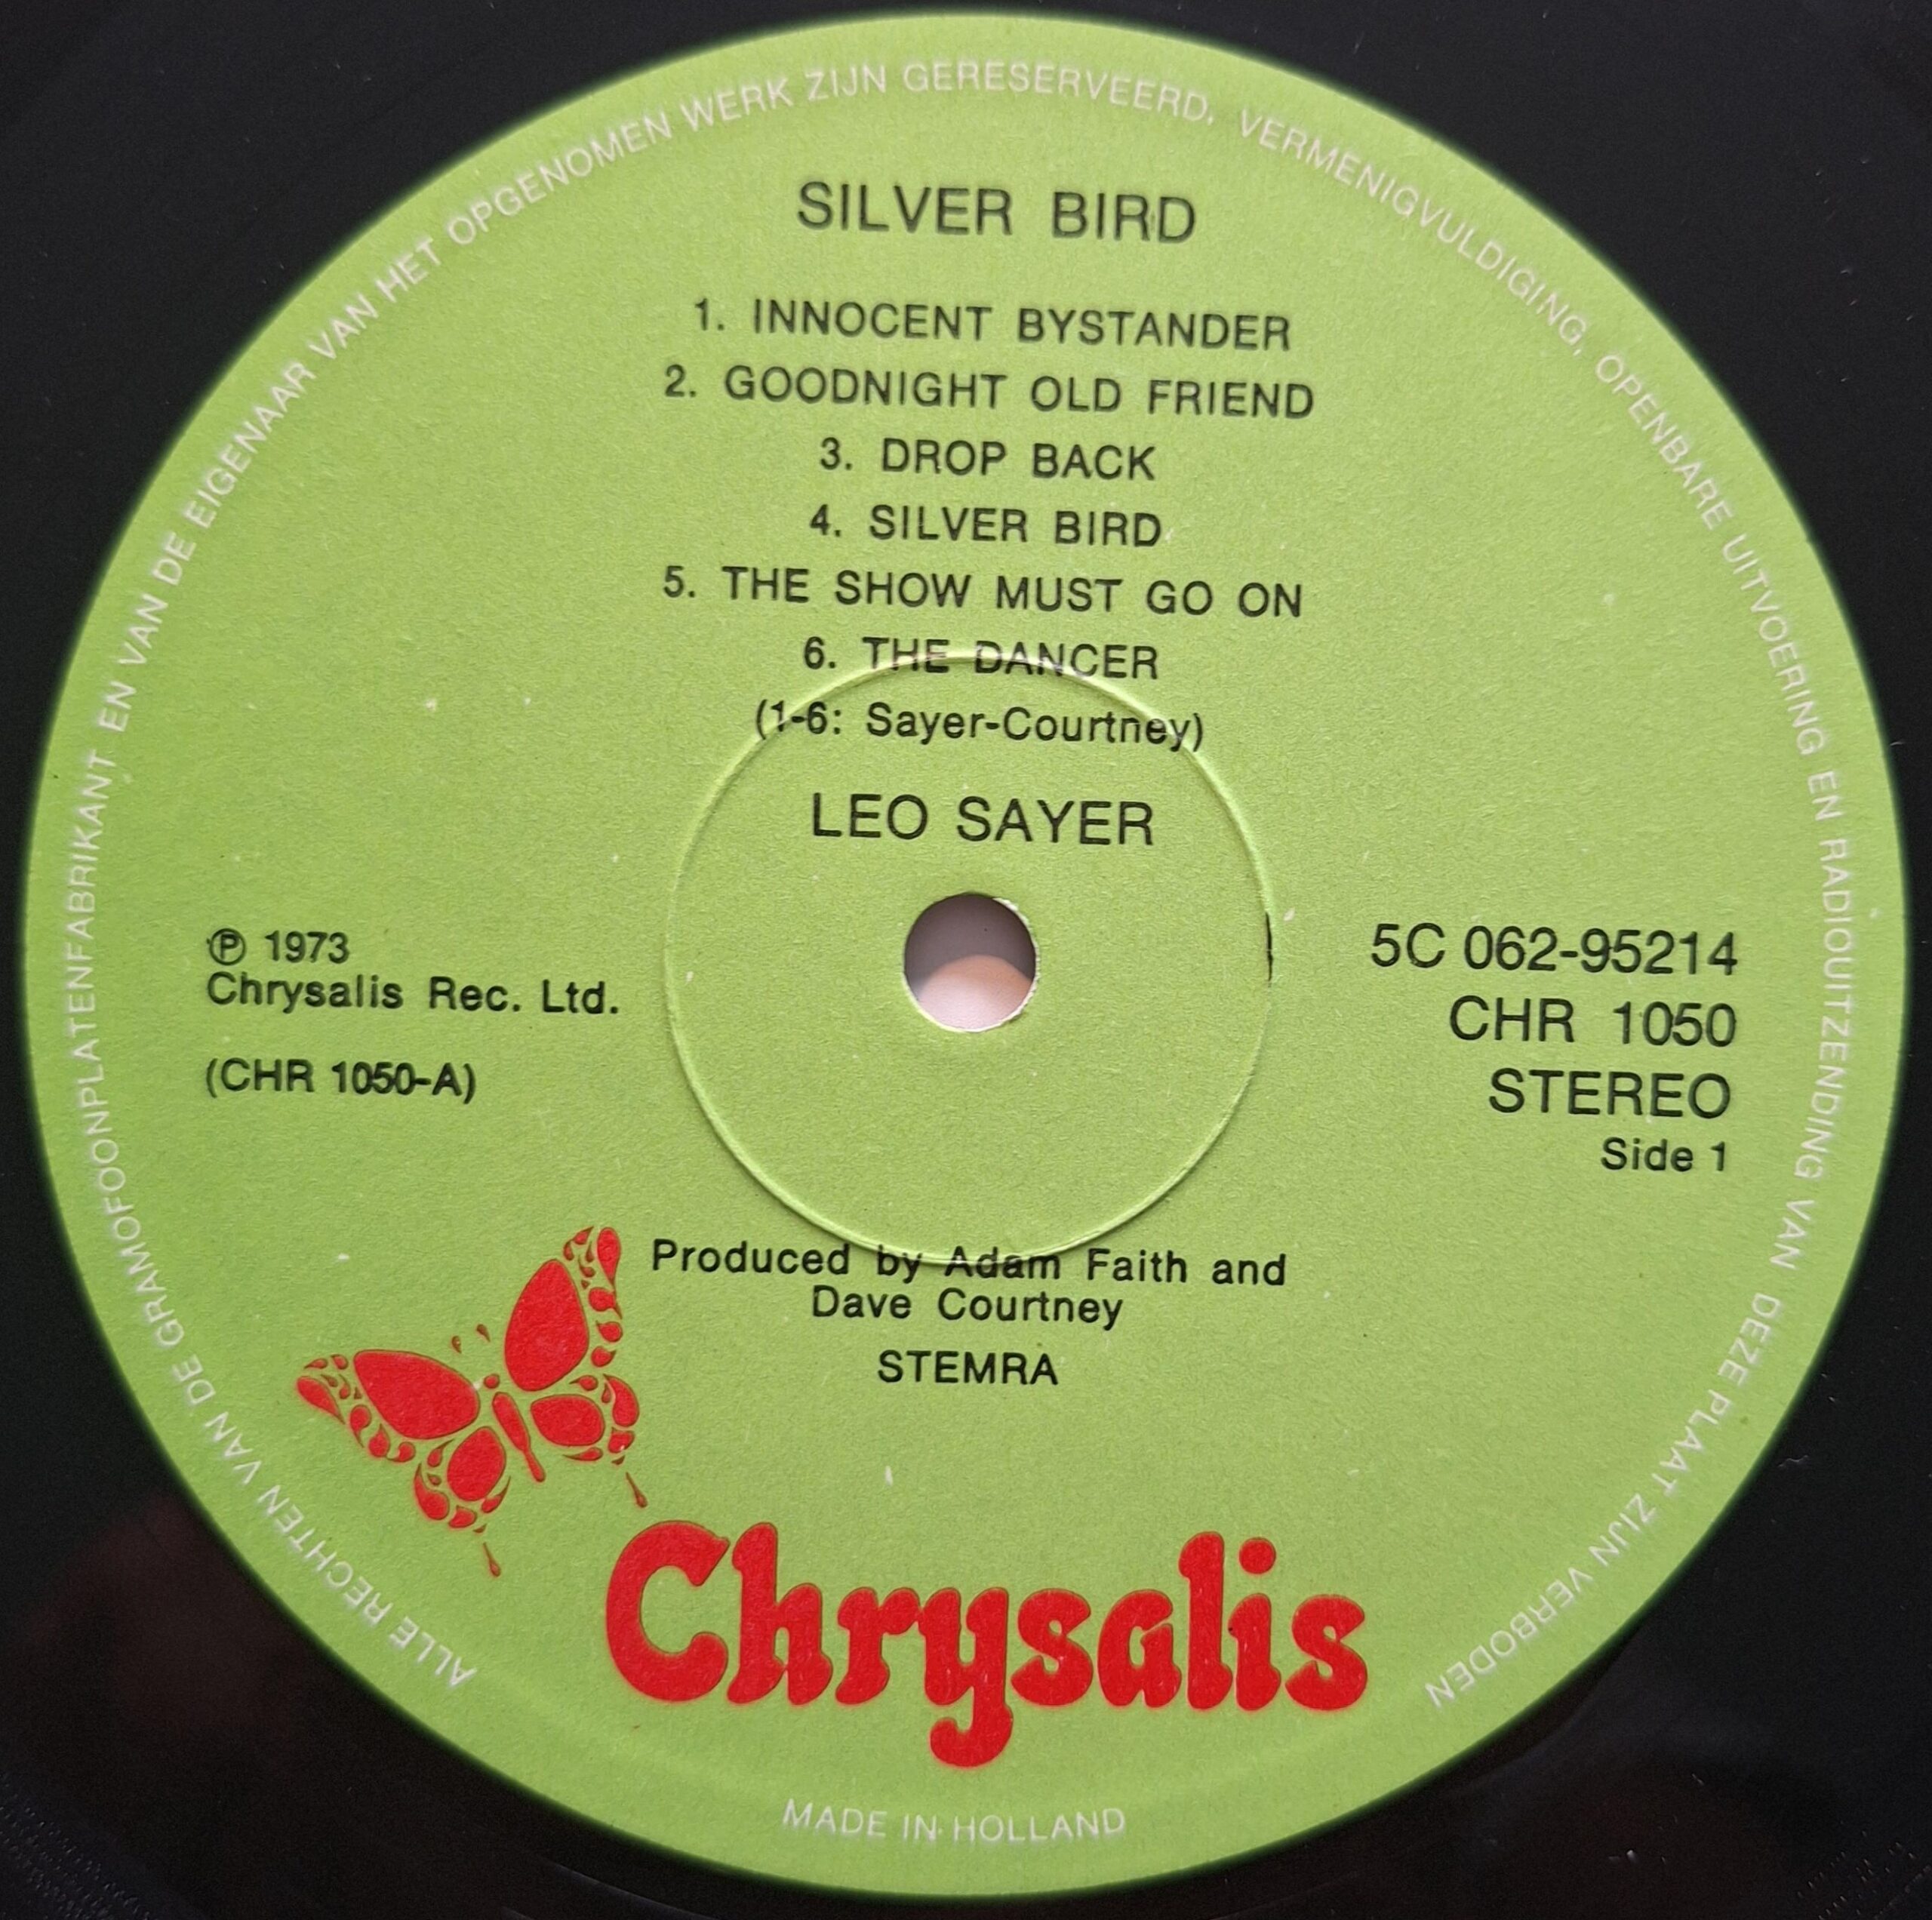 ALLE RECHTEN VAN DE GRAMOFOONPLATENFABRIKANT EN VAN DE EIGENAAR VAN HET OPGENOMEN WERK ZIJN GERESERVEERD. VERMENIGVULDIGING, OPENBARE UITVOERING EN RADIOUITZENDING VAN DEZE PLAAT ZIJN VERBODEN
SILVER BIRD
1. INNOCENT BYSTANDER
2. GOODNIGHT OLD FRIEND
3. DROP BACK
4. SILVER BIRD
5. THE SHOW MUST GO ON
6. THE DANCER
(1-6: Sayer-Courtney)
LEO SAYER
℗ 1973
Chrysalis Rec. Ltd.
(CHR 1050-A)
5C 062-95214
CHR 1050
STEREO
Side 1
Produced by Adam Faith and
Dave Courtney
STEMRA
Chrysalis
MADE IN HOLLAND